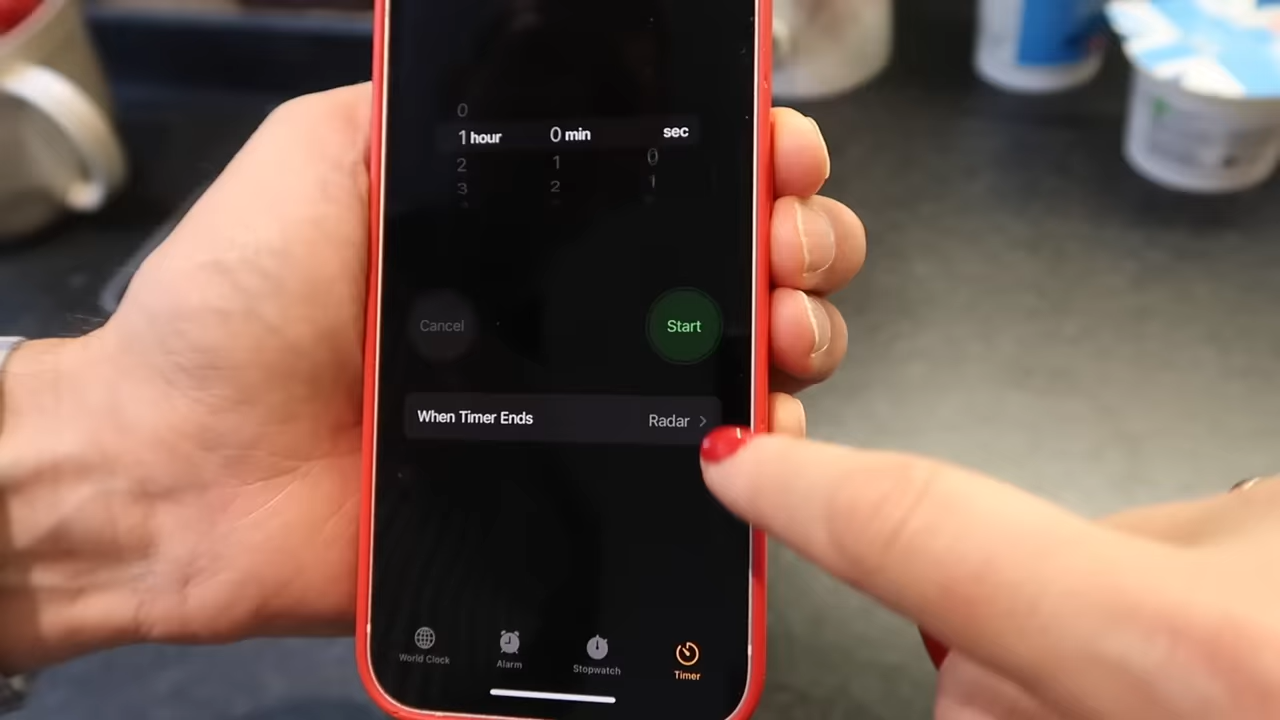 0
1 hour 0 min sec
2 1 0
3 2 1
Cancel Start
When Timer Ends Radar >
World Clock Alarm Stopwatch Timer